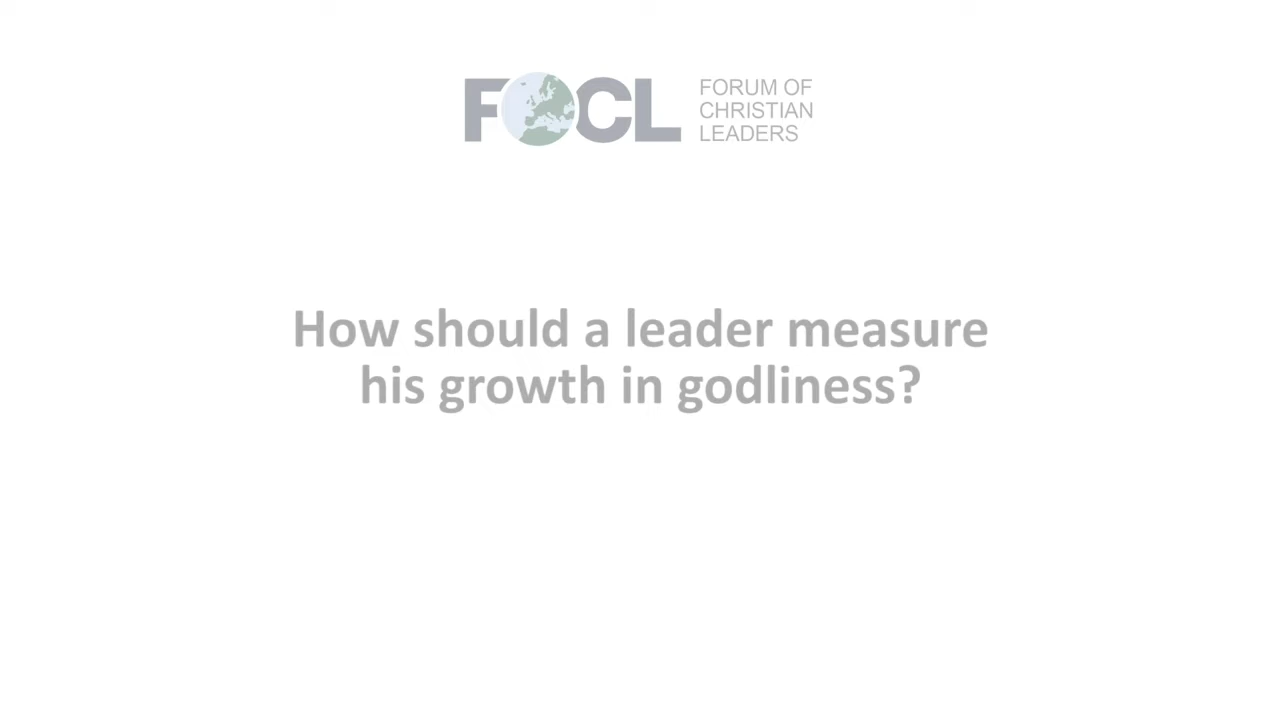 FOCL
FORUM OF
CHRISTIAN
LEADERS
How should a leader measure
his growth in godliness?